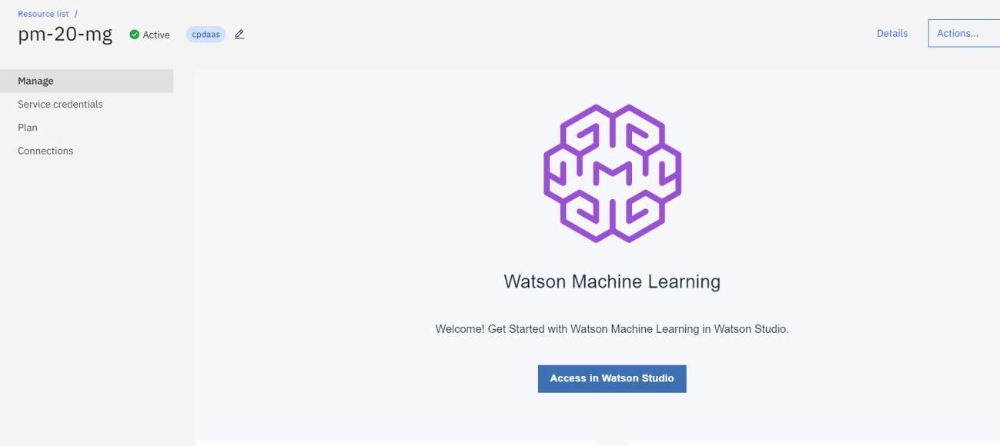 Resource list /
pm-20-mg Active cpdaas Details Actions...
Manage
Service credentials
Plan
Connections
Watson Machine Learning
Welcome! Get Started with Watson Machine Learning in Watson Studio.
Access in Watson Studio